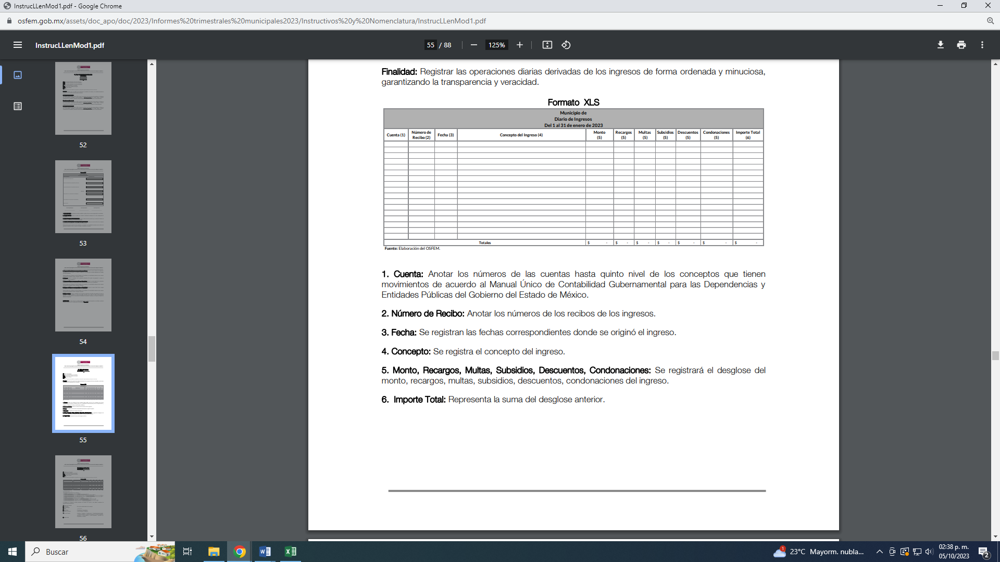 InstrucLLenMod1.pdf - Google Chrome
osfem.gob.mx/assets/doc_apo/doc/2023/Informes%20trimestrales%20municipales2023/Instructivos%20y%20Nomenclatura/InstrucLLenMod1.pdf
InstrucLLenMod1.pdf
55 / 88
125%
52
53
54
55
56
Finalidad: Registrar las operaciones diarias derivadas de los ingresos de forma ordenada y minuciosa,
garantizando la transparencia y veracidad.
Formato XLS
Municipio de
Diario de Ingresos
Del 1 al 31 de enero de 2023
Cuenta (1) Número de Recibo (2) Fecha (3) Concepto del Ingreso (4) Monto (5) Recargos (5) Multas (5) Subsidios (5) Descuentos (5) Condonaciones (5) Importe Total (6)
Totales $ - $ - $ - $ - $ - $ - $ -
Fuente: Elaboración del OSFEM.
1. Cuenta: Anotar los números de las cuentas hasta quinto nivel de los conceptos que tienen
movimientos de acuerdo al Manual Único de Contabilidad Gubernamental para las Dependencias y
Entidades Públicas del Gobierno del Estado de México.
2. Número de Recibo: Anotar los números de los recibos de los ingresos.
3. Fecha: Se registran las fechas correspondientes donde se originó el ingreso.
4. Concepto: Se registra el concepto del ingreso.
5. Monto, Recargos, Multas, Subsidios, Descuentos, Condonaciones: Se registrará el desglose del
monto, recargos, multas, subsidios, descuentos, condonaciones del ingreso.
6. Importe Total: Representa la suma del desglose anterior.
Buscar
1
23°C Mayorm. nubla...
02:38 p. m.
05/10/2023
2